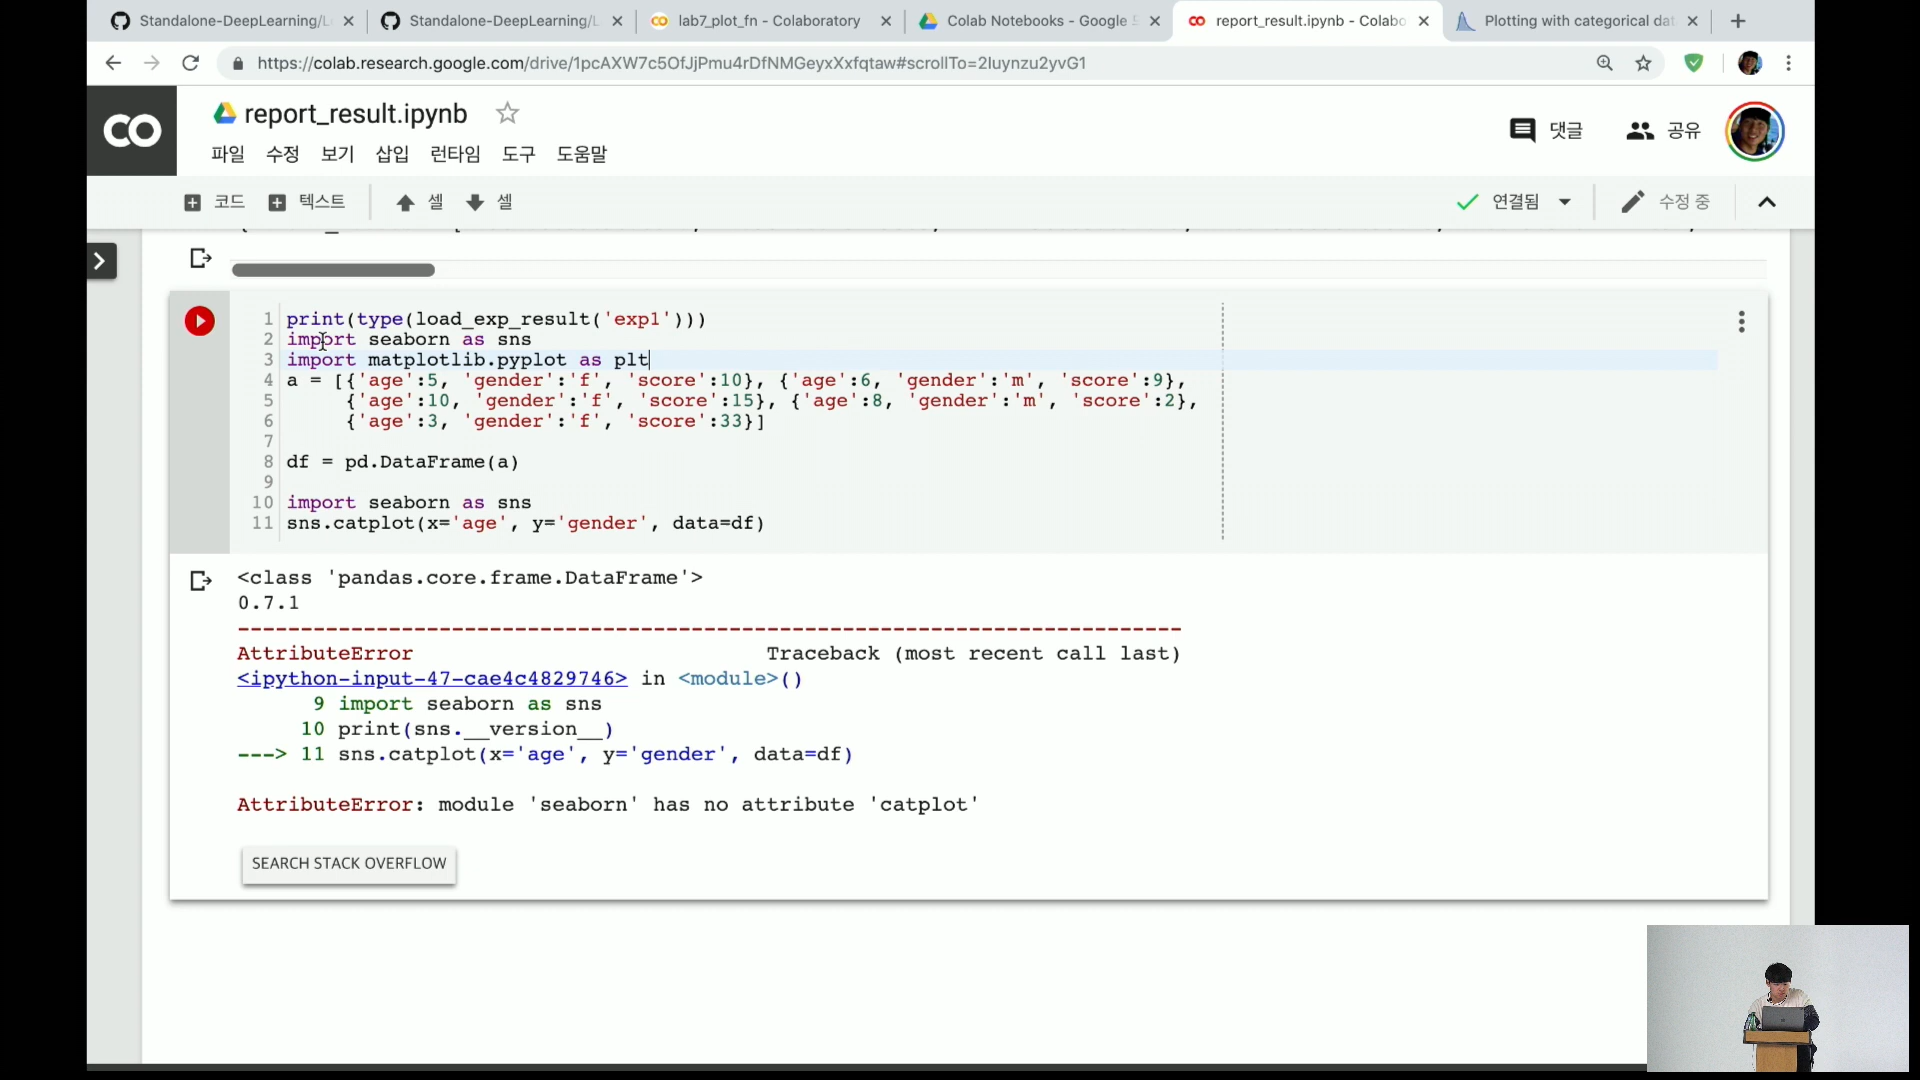 Standalone-DeepLearning/L
Standalone-DeepLearning/L
lab7_plot_fn - Colaboratory
Colab Notebooks - Google
report_result.ipynb - Colabo
Plotting with categorical dat
https://colab.research.google.com/drive/1pcAXW7c5OfJjPmu4rDfNMGeyxXxfqtaw#scrollTo=2Iuynzu2yvG1
CO
report_result.ipynb
댓글
공유
파일 수정 보기 삽입 런타임 도구 도움말
코드 텍스트 셀 셀
연결됨
수정 중
1 print(type(load_exp_result('exp1')))
2 import seaborn as sns
3 import matplotlib.pyplot as plt
4 a = [{'age':5, 'gender':'f', 'score':10}, {'age':6, 'gender':'m', 'score':9},
5 {'age':10, 'gender':'f', 'score':15}, {'age':8, 'gender':'m', 'score':2},
6 {'age':3, 'gender':'f', 'score':33}]
7
8 df = pd.DataFrame(a)
9
10 import seaborn as sns
11 sns.catplot(x='age', y='gender', data=df)
<class 'pandas.core.frame.DataFrame'>
0.7.1
---------------------------------------------------------------------------
AttributeError Traceback (most recent call last)
<ipython-input-47-cae4c4829746> in <module>()
9 import seaborn as sns
10 print(sns.__version__)
---> 11 sns.catplot(x='age', y='gender', data=df)
AttributeError: module 'seaborn' has no attribute 'catplot'
SEARCH STACK OVERFLOW